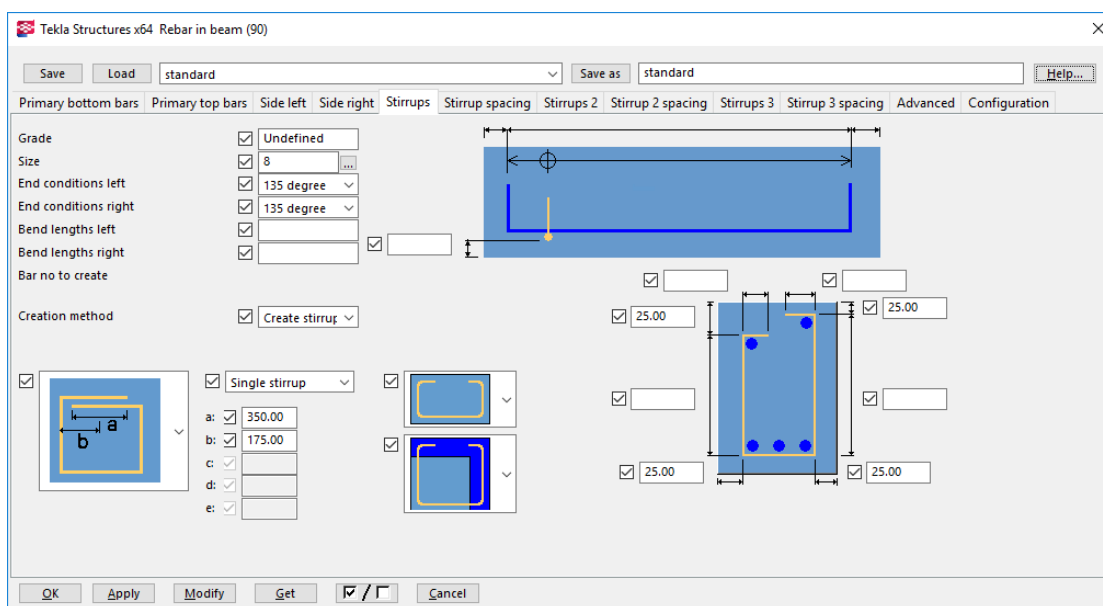 Tekla Structures x64 Rebar in beam (90)
Save Load standard Save as standard Help...
Primary bottom bars Primary top bars Side left Side right Stirrups Stirrup spacing Stirrups 2 Stirrup 2 spacing Stirrups 3 Stirrup 3 spacing Advanced Configuration
Grade Undefined
Size 8 ...
End conditions left 135 degree
End conditions right 135 degree
Bend lengths left
Bend lengths right
Bar no to create
Creation method Create stirrup
25.00 25.00
Single stirrup
a: 350.00
b: 175.00
c:
d:
e:
a
b
25.00 25.00
OK Apply Modify Get / Cancel